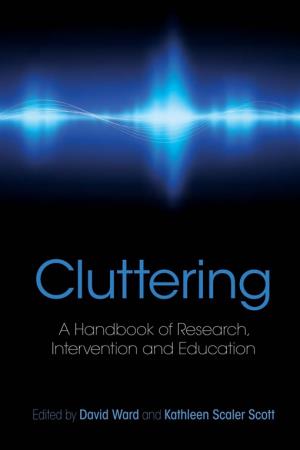 Cluttering
A Handbook of Research,
Intervention and Education
Edited by David Ward and Kathleen Scaler Scott